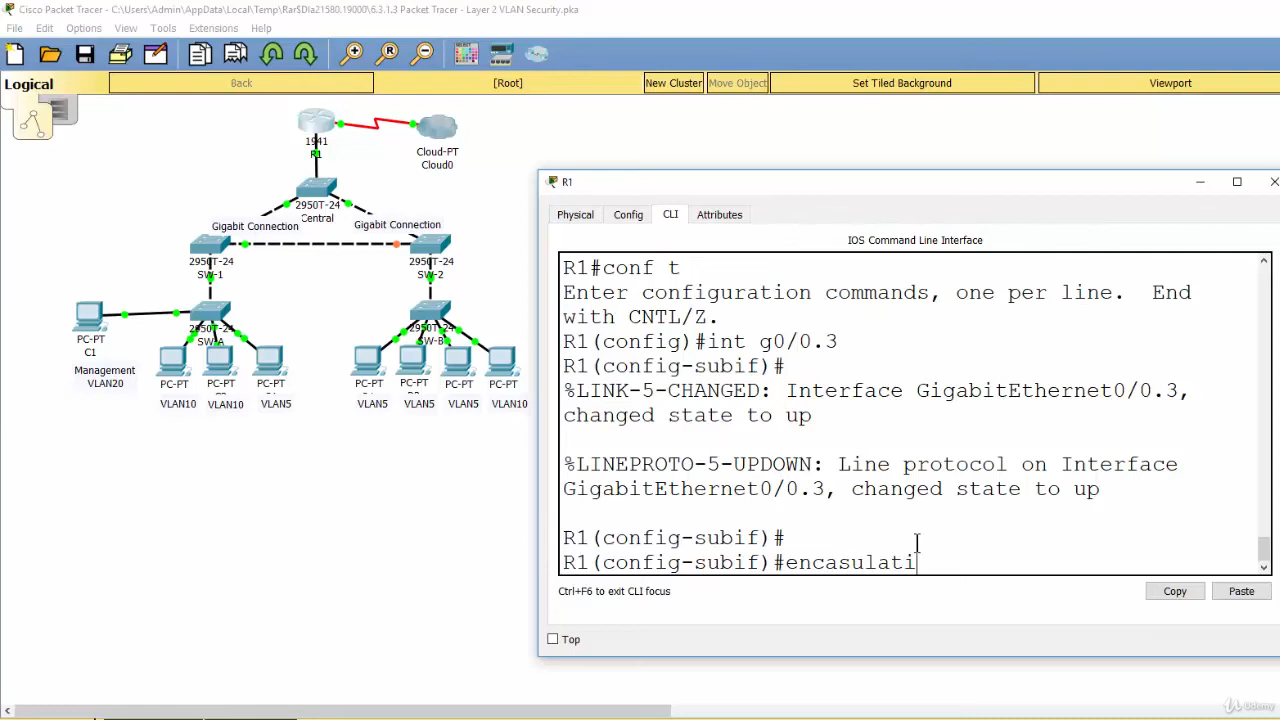 Cisco Packet Tracer - C:\Users\Admin\AppData\Local\Temp\Rar$DIa21580.19000\6.3.1.3 Packet Tracer - Layer 2 VLAN Security.pka
File Edit Options View Tools Extensions Help
Logical Back [Root] New Cluster Move Object Set Tiled Background Viewport
1941
R1
Cloud-PT
Cloud0
2950T-24
Central
Gigabit Connection Gigabit Connection
2950T-24
SW-1
2950T-24
SW-2
2950T-24
SW-A
2950T-24
SW-B
PC-PT
C1
Management
VLAN20
PC-PT PC-PT PC-PT PC-PT PC-PT PC-PT PC-PT
VLAN10 VLAN10 VLAN5 VLAN5 VLAN5 VLAN5 VLAN10
R1
Physical Config CLI Attributes
IOS Command Line Interface
R1#conf t
Enter configuration commands, one per line. End
with CNTL/Z.
R1(config)#int g0/0.3
R1(config-subif)#
%LINK-5-CHANGED: Interface GigabitEthernet0/0.3,
changed state to up
%LINEPROTO-5-UPDOWN: Line protocol on Interface
GigabitEthernet0/0.3, changed state to up
R1(config-subif)#
R1(config-subif)#encasulati
Ctrl+F6 to exit CLI focus
Copy Paste
Top
Udemy